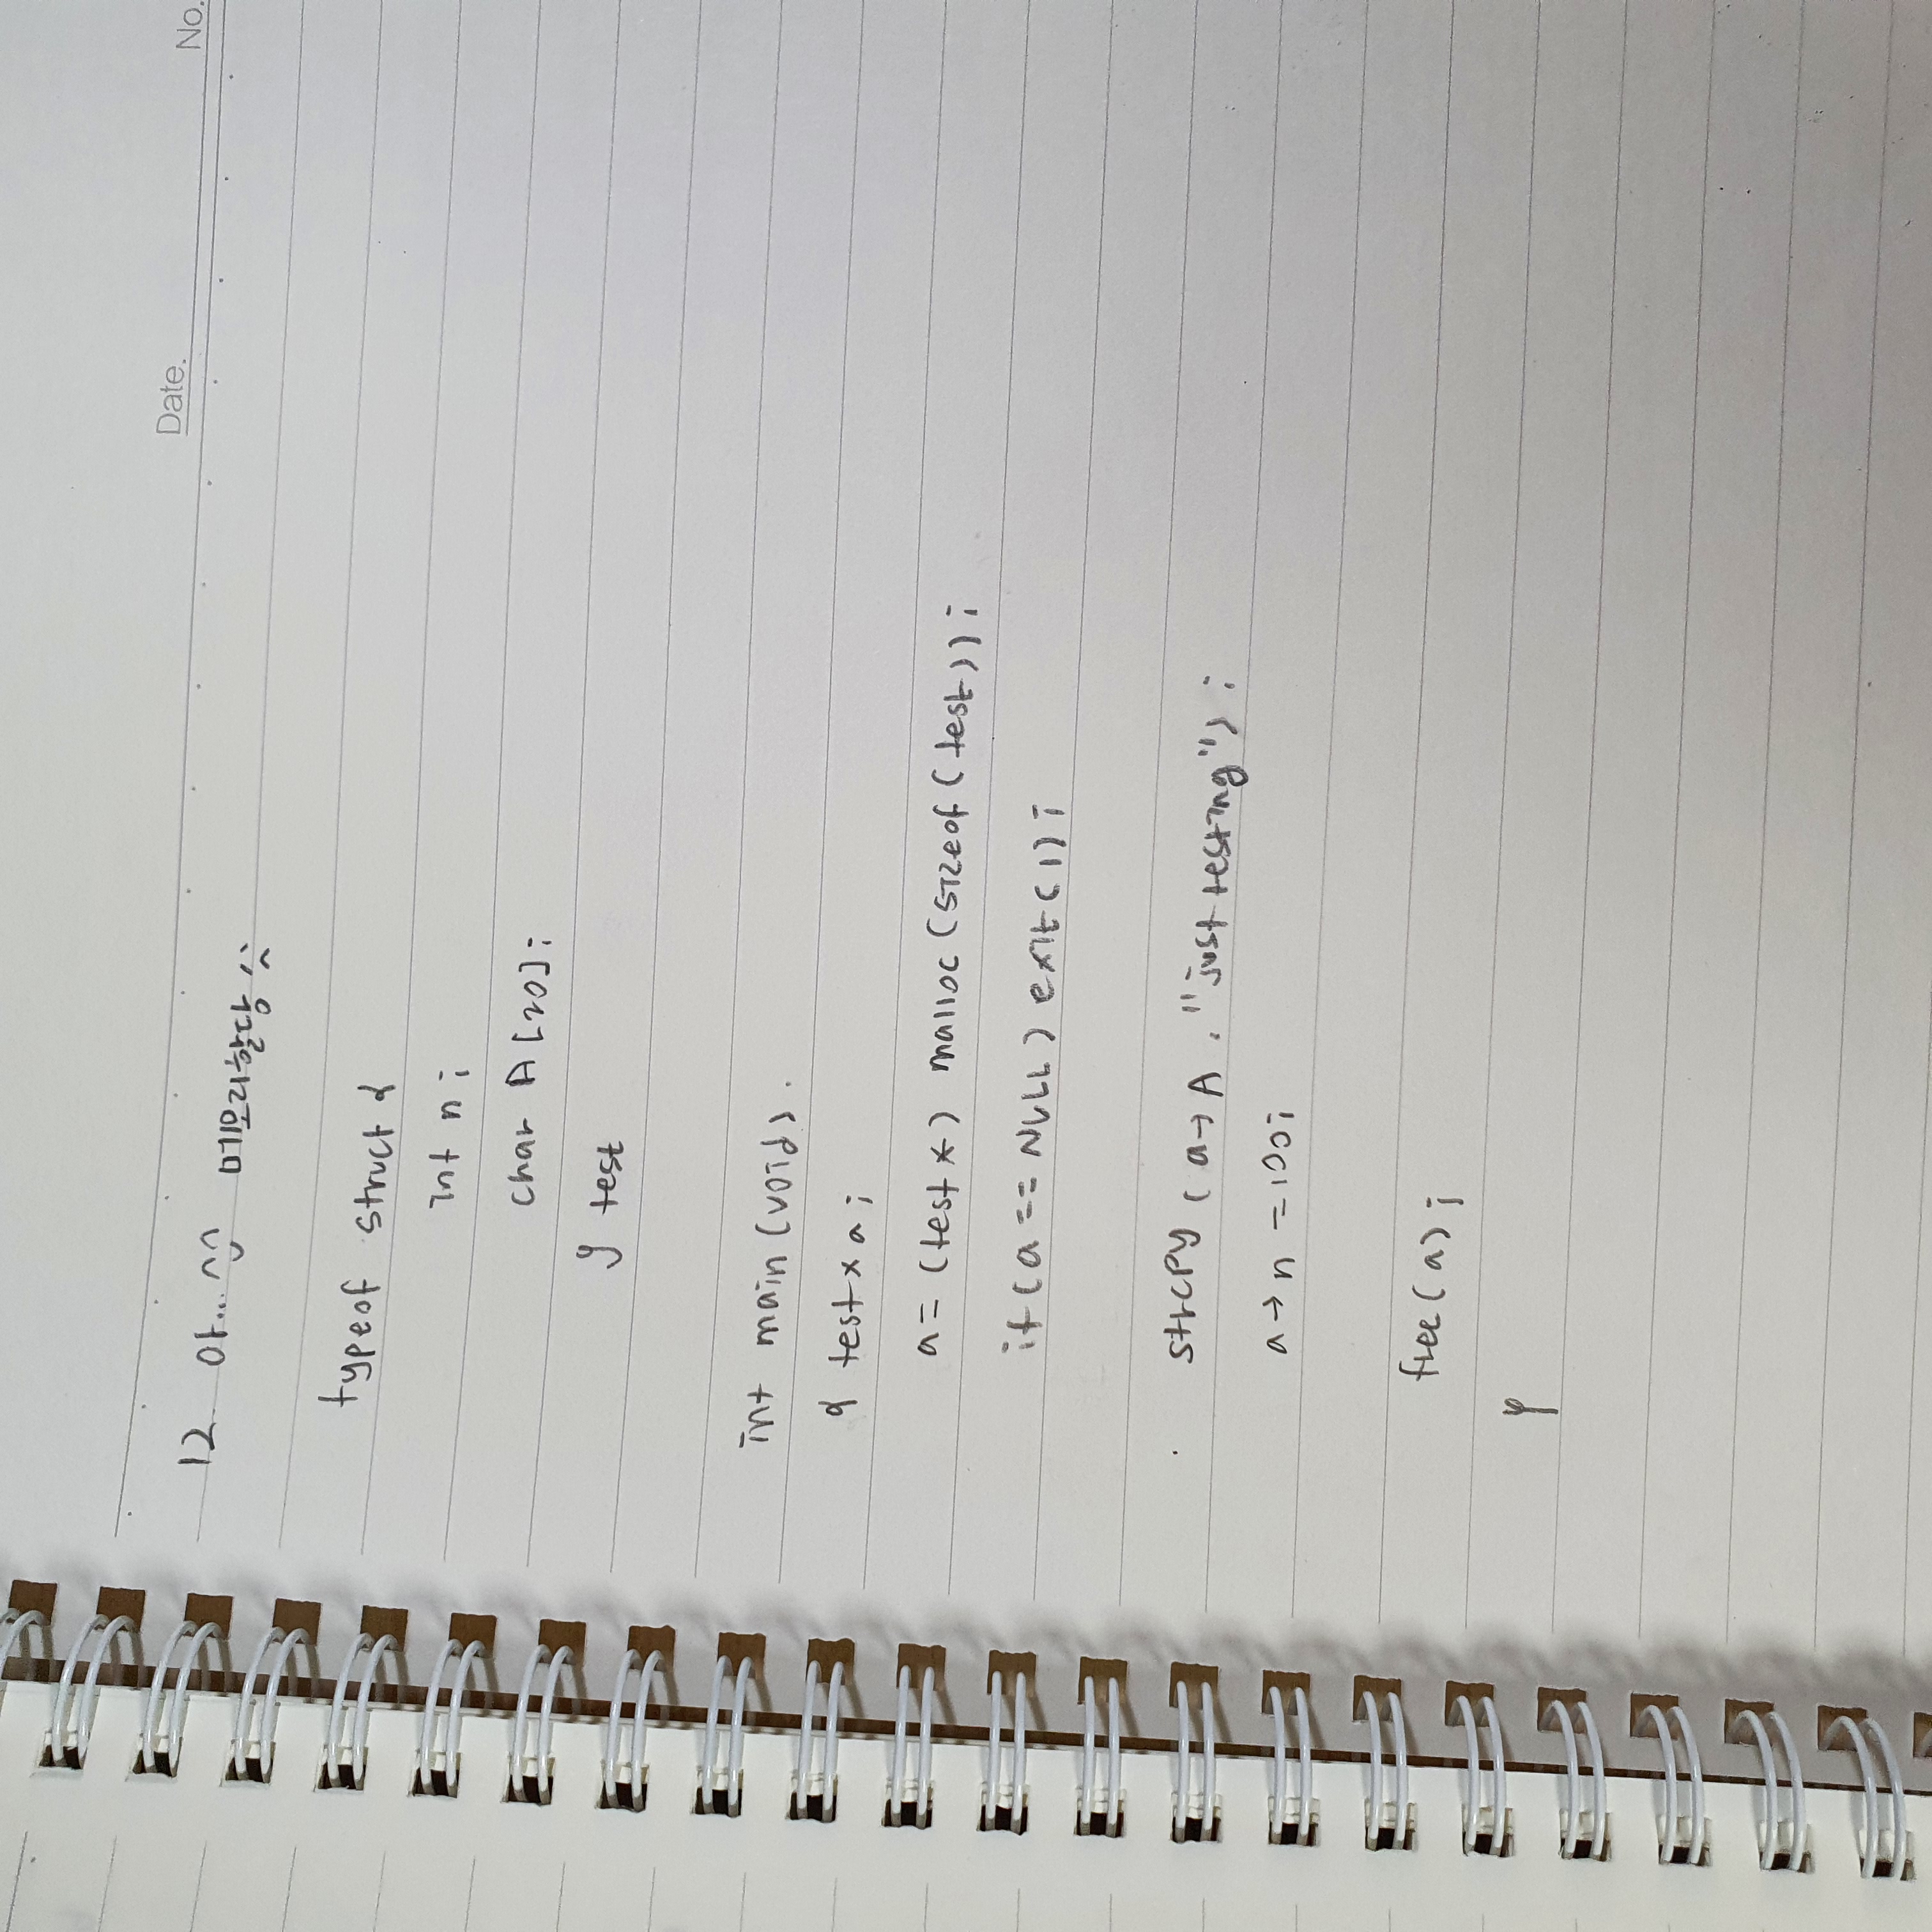 Date.
No.
12. 아... ^^ 메모리할당 ^^
typeof struct {
int n;
char A[20];
} test
int main (void).
{ test* a;
a = (test *) malloc (sizeof (test));
if (a == NULL) exit (1);
strcpy (a→A, "just testing");
a→n = 100;
free (a);
}